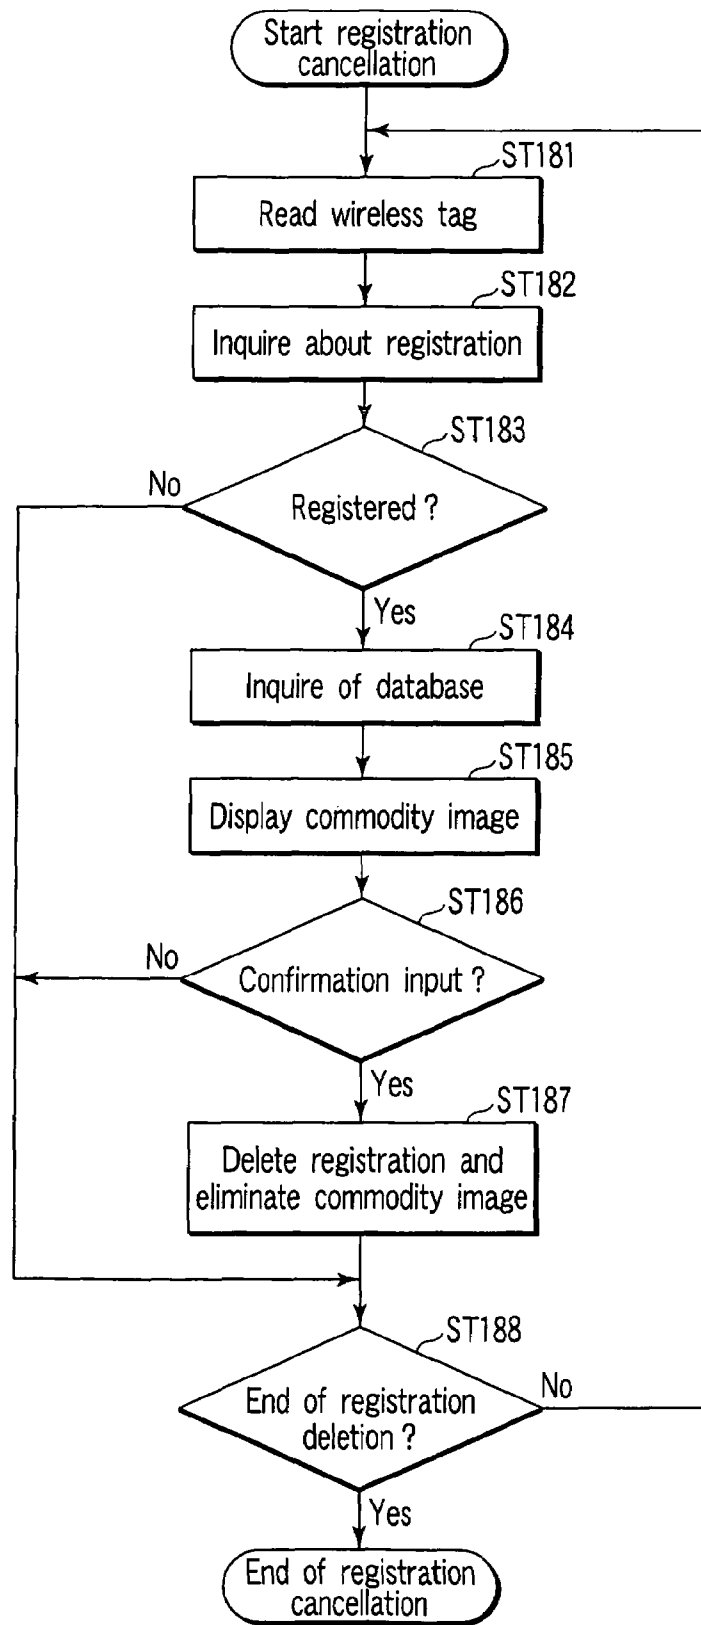 Start registration
cancellation
ST181
Read wireless tag
ST182
Inquire about registration
ST183
No
Registered ?
Yes
ST184
Inquire of database
ST185
Display commodity image
ST186
No
Confirmation input ?
Yes
ST187
Delete registration and
eliminate commodity image
ST188
End of registration
deletion ?
No
Yes
End of registration
cancellation